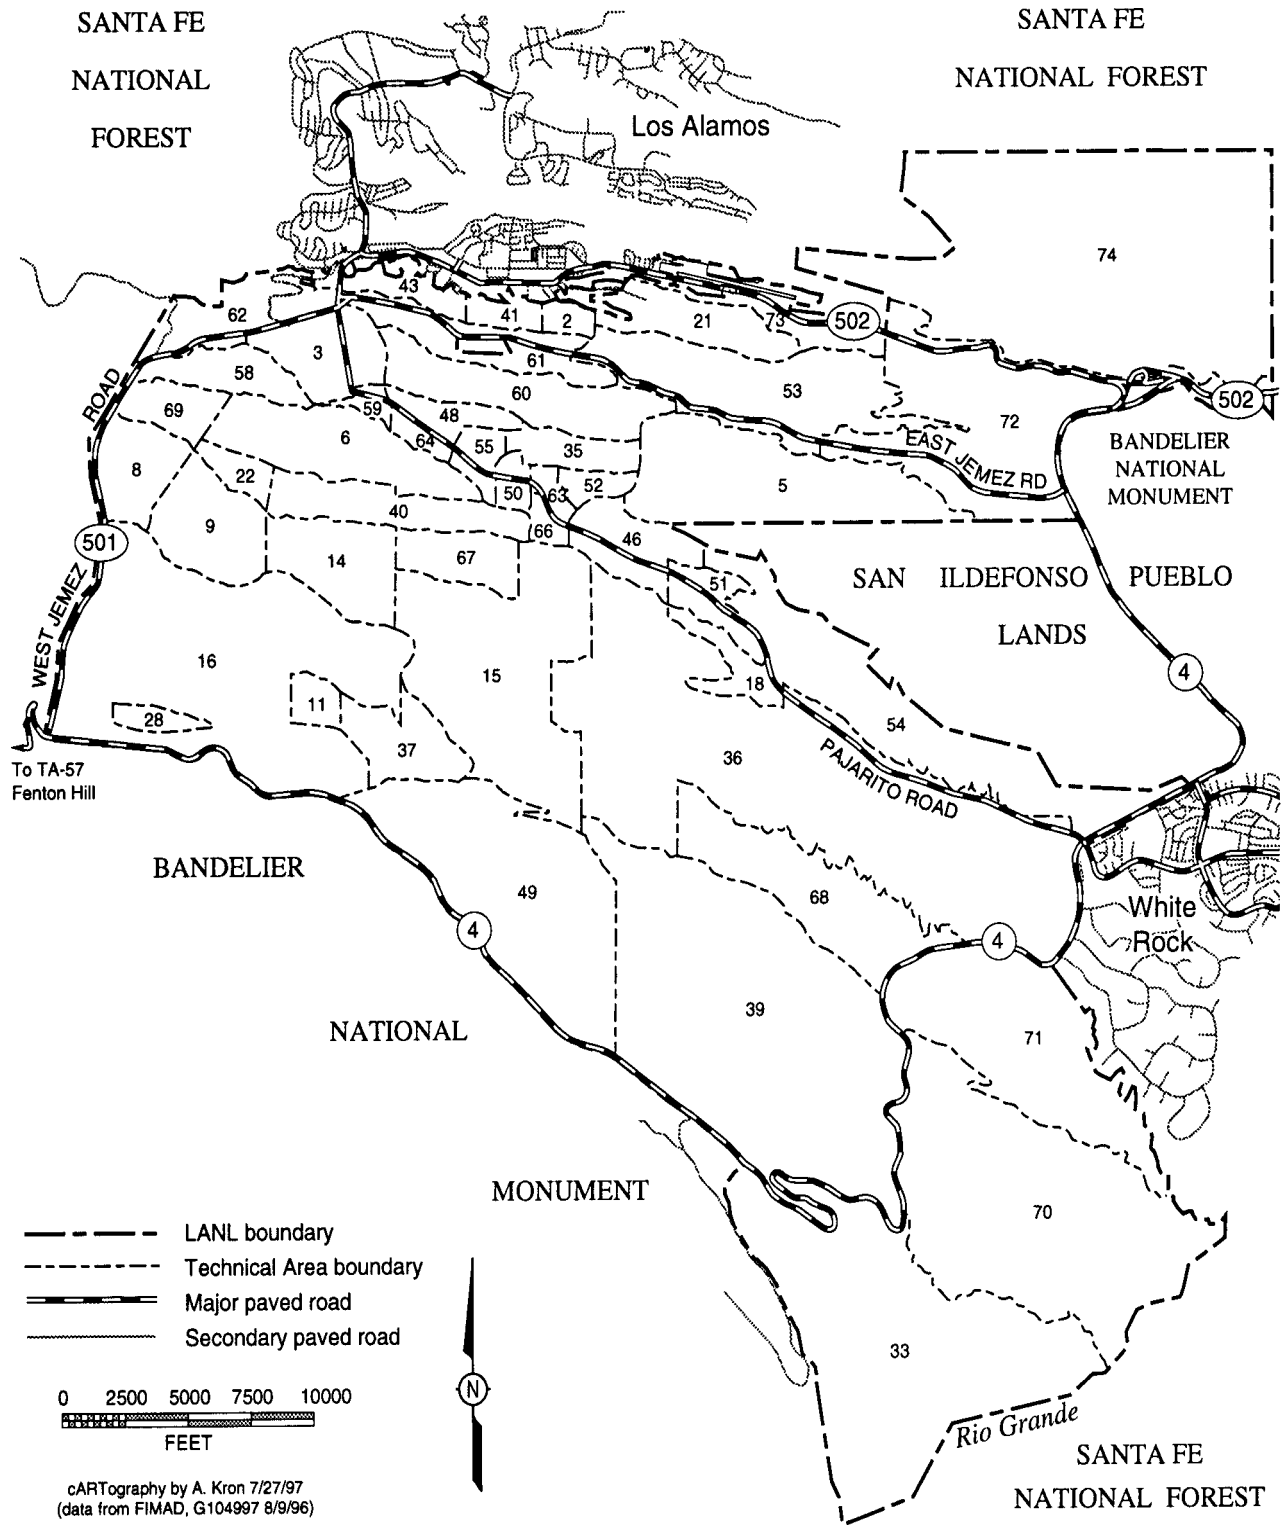 SANTA FE
NATIONAL
FOREST
SANTA FE
NATIONAL FOREST
Los Alamos
74
43
62
41
2
21
73
502
3
61
58
60
53
502
69
59
48
72
6
64
55
35
EAST JEMEZ RD
BANDELIER
NATIONAL
MONUMENT
ROAD
8
22
50
63
52
5
40
9
66
46
501
14
67
51
SAN ILDEFONSO PUEBLO
LANDS
WEST JEMEZ
16
15
18
4
11
28
54
37
36
PAJARITO ROAD
To TA-57
Fenton Hill
BANDELIER
49
68
White
Rock
4
4
39
NATIONAL
71
MONUMENT
70
LANL boundary
Technical Area boundary
Major paved road
Secondary paved road
33
N
0 2500 5000 7500 10000
FEET
Rio Grande
SANTA FE
NATIONAL FOREST
cARTography by A. Kron 7/27/97
(data from FIMAD, G104997 8/9/96)